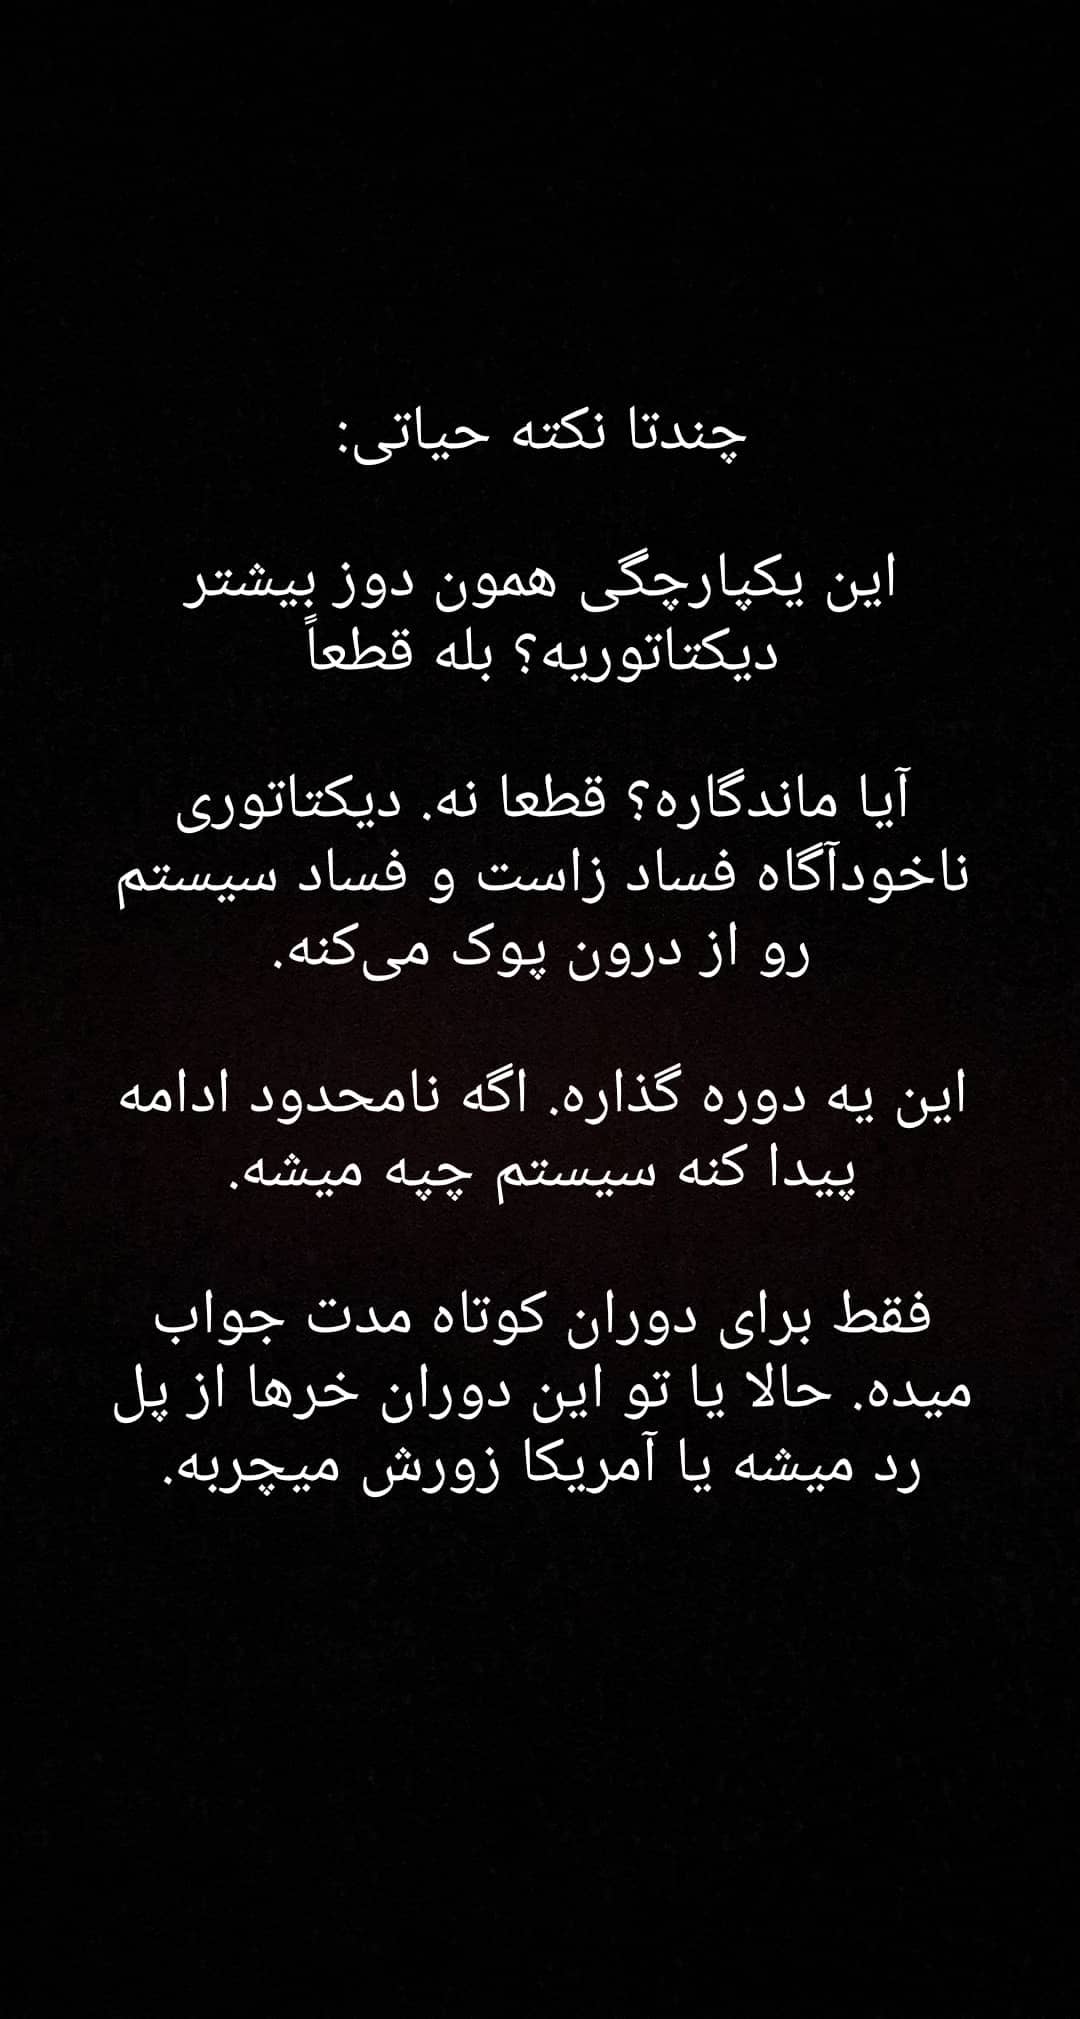 چندتا نکته حیاتی:
این یکپارچگی همون دوز بیشتر
دیکتاتوریه؟ بله قطعاً
آیا ماندگاره؟ قطعا نه. دیکتاتوری
ناخودآگاه فساد زاست و فساد سیستم
رو از درون پوک می‌کنه.
این یه دوره گذاره. اگه نامحدود ادامه
پیدا کنه سیستم چپه میشه.
فقط برای دوران کوتاه مدت جواب
میده. حالا یا تو این دوران خرها از پل
رد میشه یا آمریکا زورش میچربه.